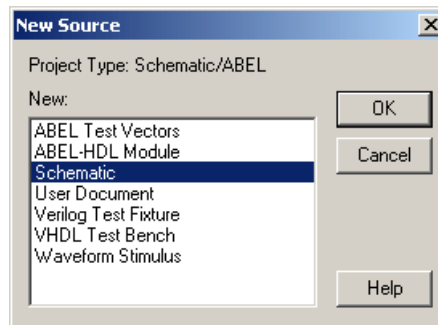 New Source
Project Type: Schematic/ABEL
New:
ABEL Test Vectors
ABEL-HDL Module
Schematic
User Document
Verilog Test Fixture
VHDL Test Bench
Waveform Stimulus
OK
Cancel
Help